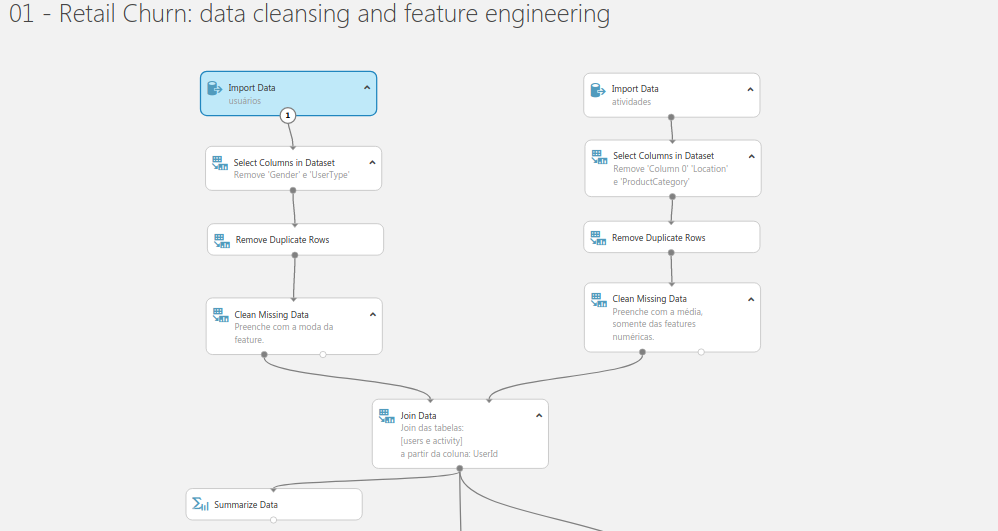 01 - Retail Churn: data cleansing and feature engineering
Import Data
usuários
1
Select Columns in Dataset
Remove 'Gender' e 'UserType'
Remove Duplicate Rows
Clean Missing Data
Preenche com a moda da
feature.
Import Data
atividades
Select Columns in Dataset
Remove 'Column 0' 'Location'
e 'ProductCategory'
Remove Duplicate Rows
Clean Missing Data
Preenche com a média,
somente das features
numéricas.
Join Data
Join das tabelas:
[users e activity]
a partir da coluna: UserId
Summarize Data